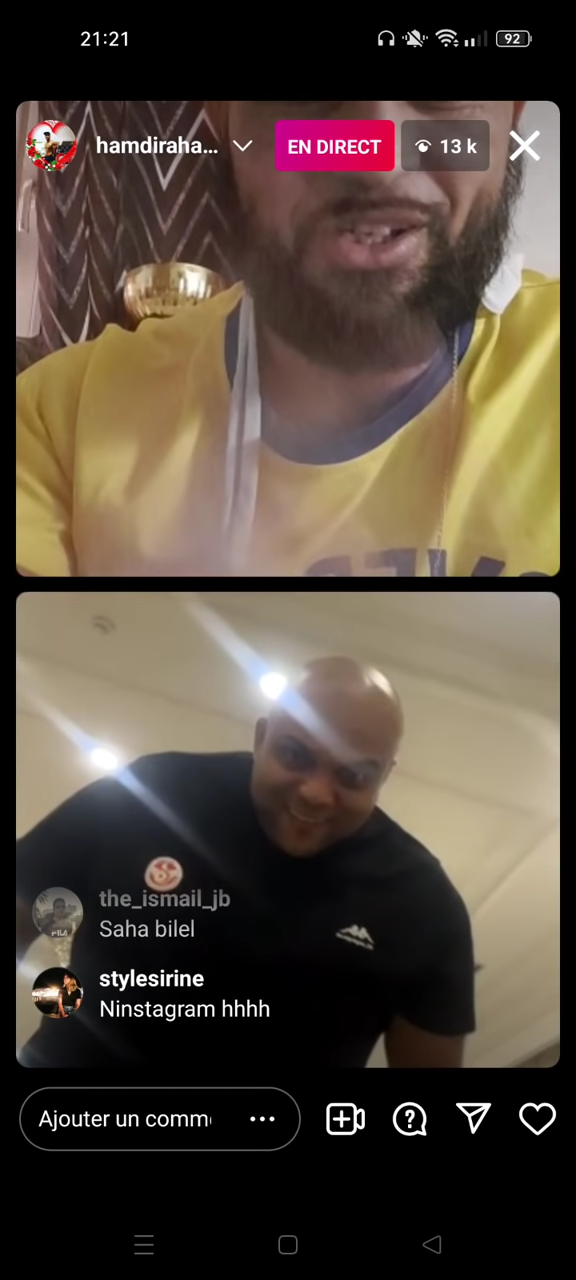 21:21
92
hamdiraha...
EN DIRECT
13 k
the_ismail_jb
Saha bilel
stylesirine
Ninstagram hhhh
Ajouter un comm